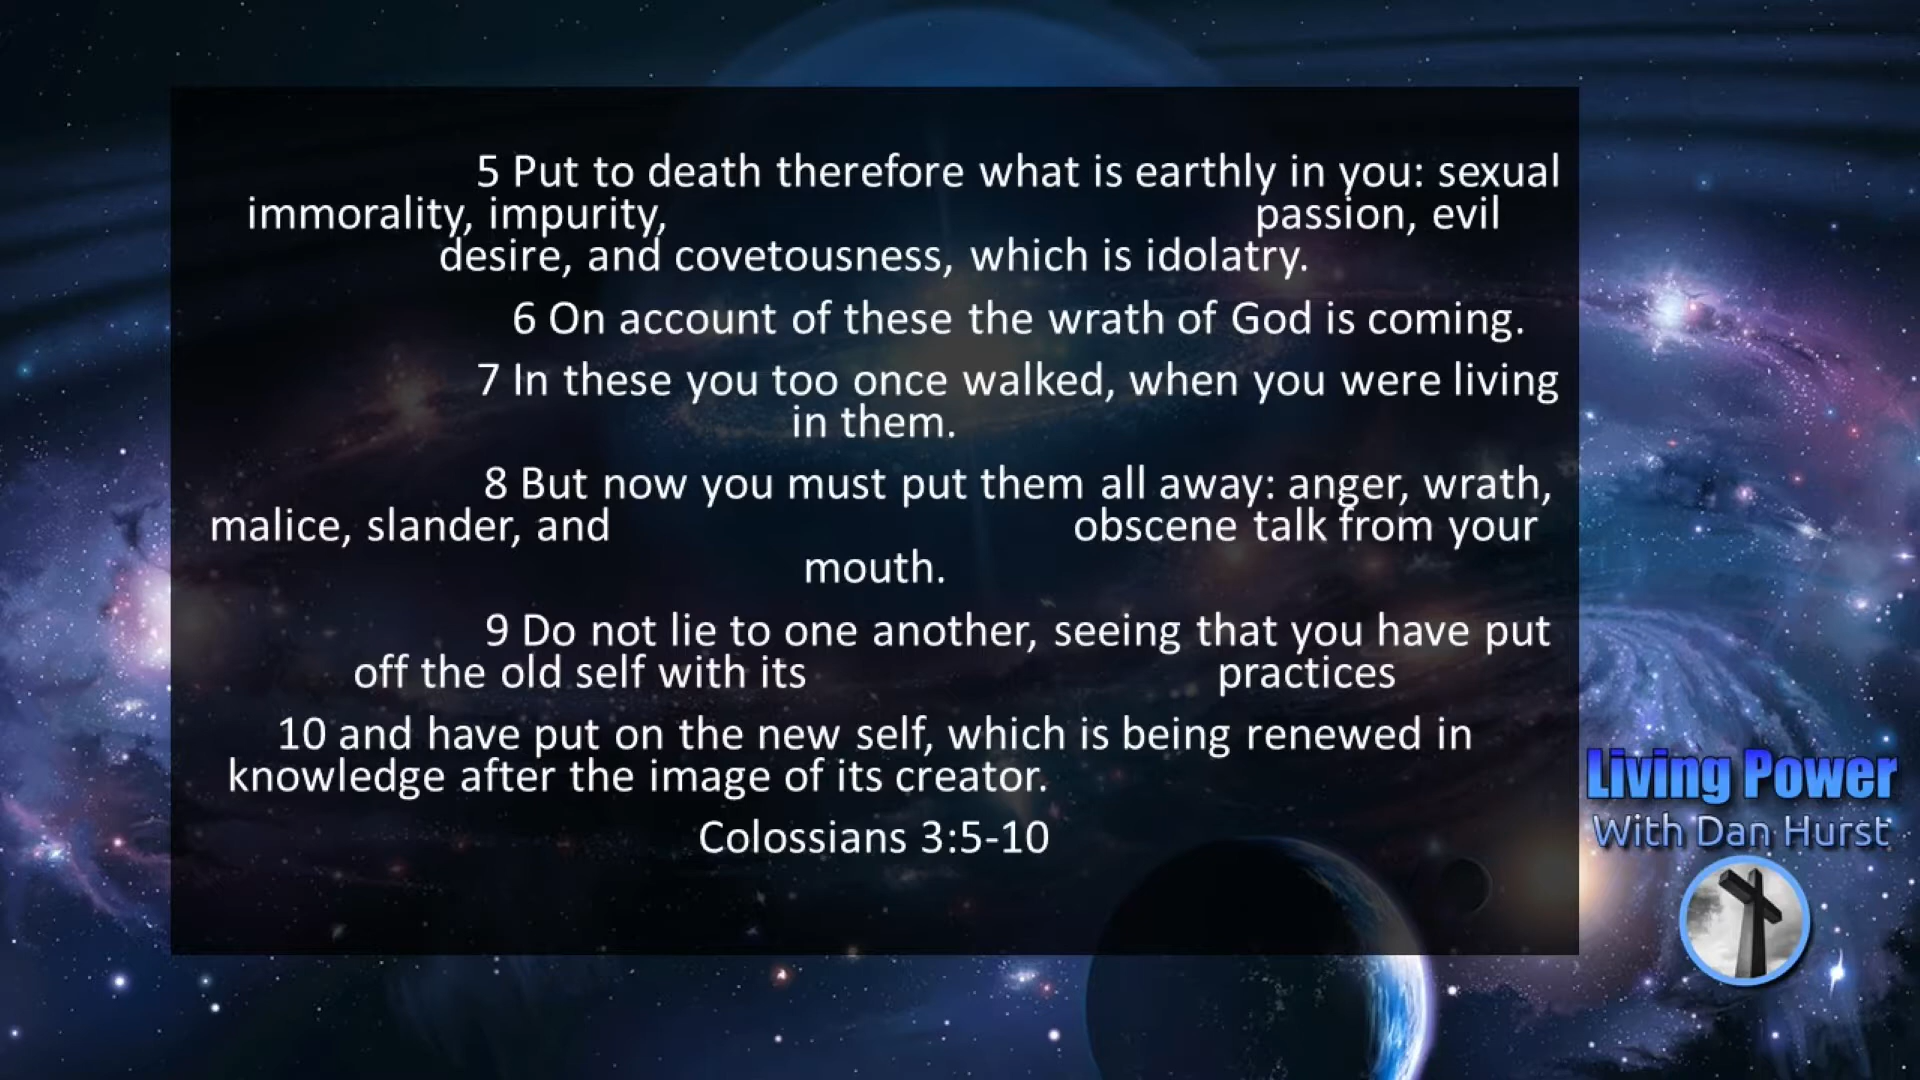 5 Put to death therefore what is earthly in you: sexual
immorality, impurity, passion, evil
desire, and covetousness, which is idolatry.
6 On account of these the wrath of God is coming.
7 In these you too once walked, when you were living
in them.
8 But now you must put them all away: anger, wrath,
malice, slander, and obscene talk from your
mouth.
9 Do not lie to one another, seeing that you have put
off the old self with its practices
10 and have put on the new self, which is being renewed in
knowledge after the image of its creator.
Colossians 3:5-10
Living Power
With Dan Hurst